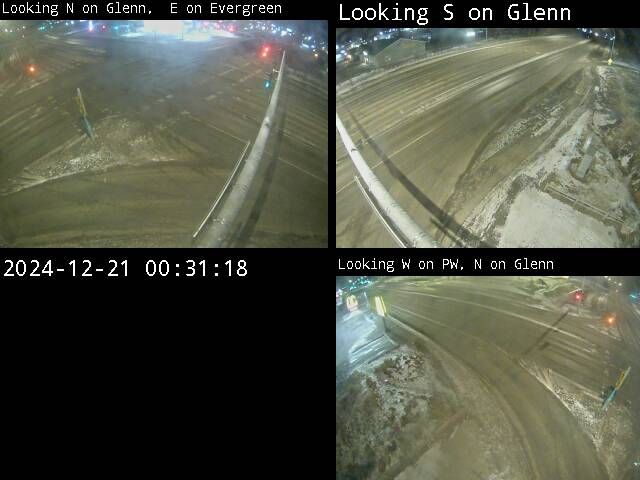 Looking N on Glenn,  E on Evergreen
Looking S on Glenn
2024-12-21 00:31:18
Looking W on PW, N on Glenn